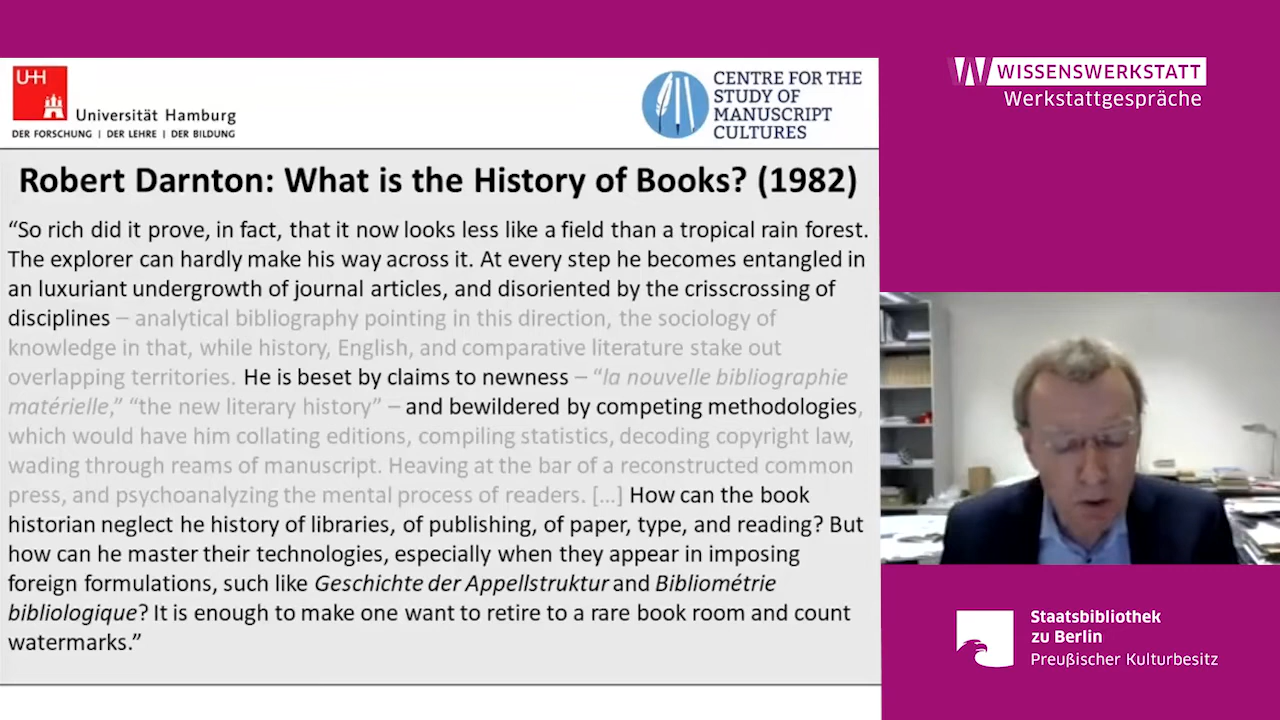 UHH
Universität Hamburg
DER FORSCHUNG | DER LEHRE | DER BILDUNG
CENTRE FOR THE
STUDY OF
MANUSCRIPT
CULTURES
Robert Darnton: What is the History of Books? (1982)
“So rich did it prove, in fact, that it now looks less like a field than a tropical rain forest.
The explorer can hardly make his way across it. At every step he becomes entangled in
an luxuriant undergrowth of journal articles, and disoriented by the crisscrossing of
disciplines – analytical bibliography pointing in this direction, the sociology of
knowledge in that, while history, English, and comparative literature stake out
overlapping territories. He is beset by claims to newness – “la nouvelle bibliographie
matérielle,” “the new literary history” – and bewildered by competing methodologies,
which would have him collating editions, compiling statistics, decoding copyright law,
wading through reams of manuscript. Heaving at the bar of a reconstructed common
press, and psychoanalyzing the mental process of readers. […] How can the book
historian neglect he history of libraries, of publishing, of paper, type, and reading? But
how can he master their technologies, especially when they appear in imposing
foreign formulations, such like Geschichte der Appellstruktur and Bibliométrie
bibliologique? It is enough to make one want to retire to a rare book room and count
watermarks.”
W WISSENSWERKSTATT
Werkstattgespräche
Staatsbibliothek
zu Berlin
Preußischer Kulturbesitz